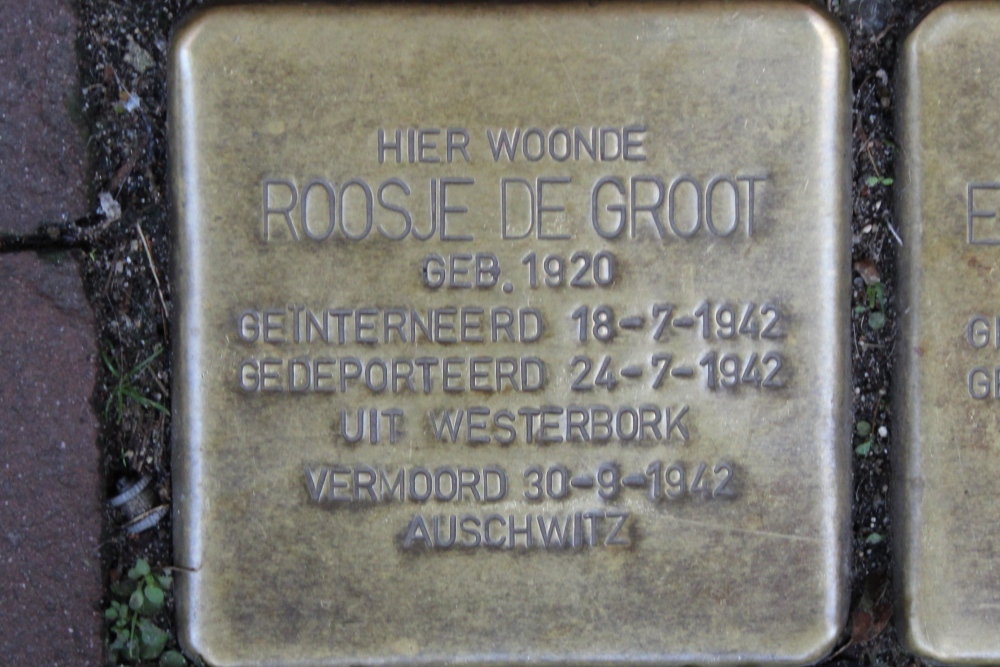 HIER WOONDE
ROOSJE DE GROOT
GEB. 1920
GEÏNTERNEERD 18-7-1942
GEDEPORTEERD 24-7-1942
UIT WESTERBORK
VERMOORD 30-9-1942
AUSCHWITZ